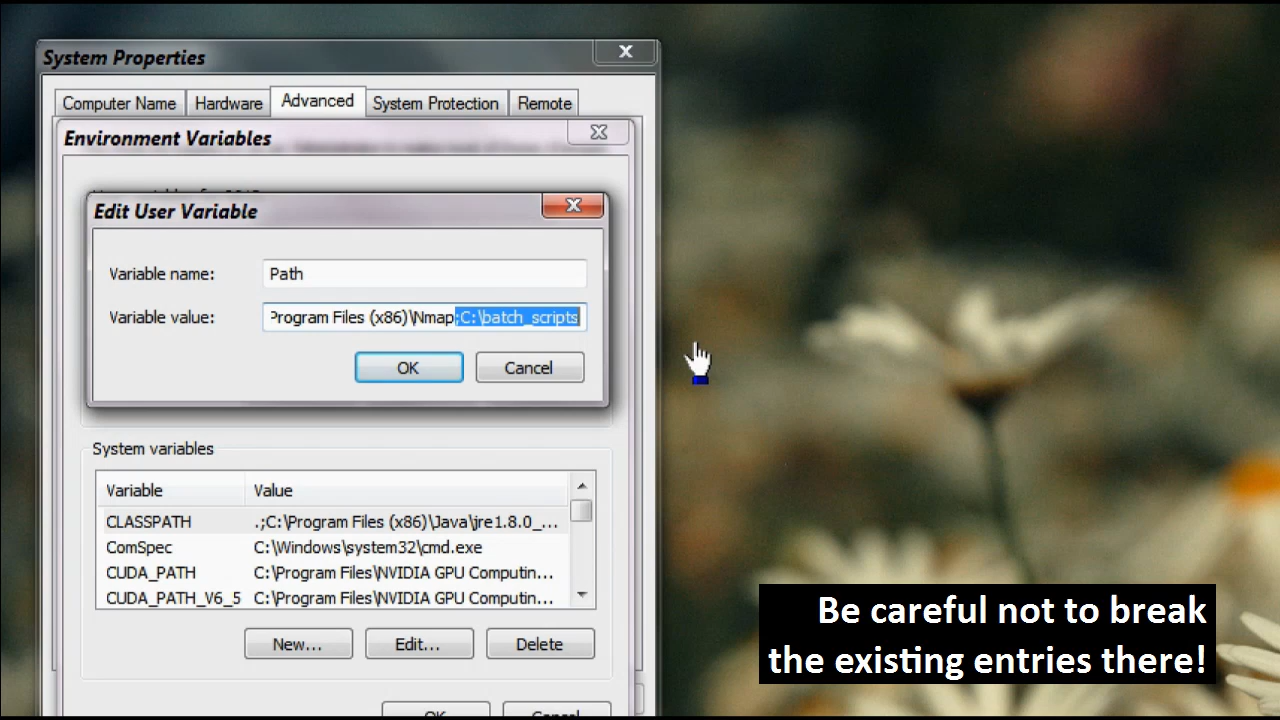 System Properties
Computer Name Hardware Advanced System Protection Remote
Environment Variables
Edit User Variable
Variable name: Path
Variable value: Program Files (x86)\Nmap;C:\batch_scripts
OK Cancel
System variables
Variable Value
CLASSPATH .;C:\Program Files (x86)\Java\jre1.8.0_...
ComSpec C:\Windows\system32\cmd.exe
CUDA_PATH C:\Program Files\NVIDIA GPU Computin...
CUDA_PATH_V6_5 C:\Program Files\NVIDIA GPU Computin...
New... Edit... Delete
OK Cancel
Be careful not to break
the existing entries there!